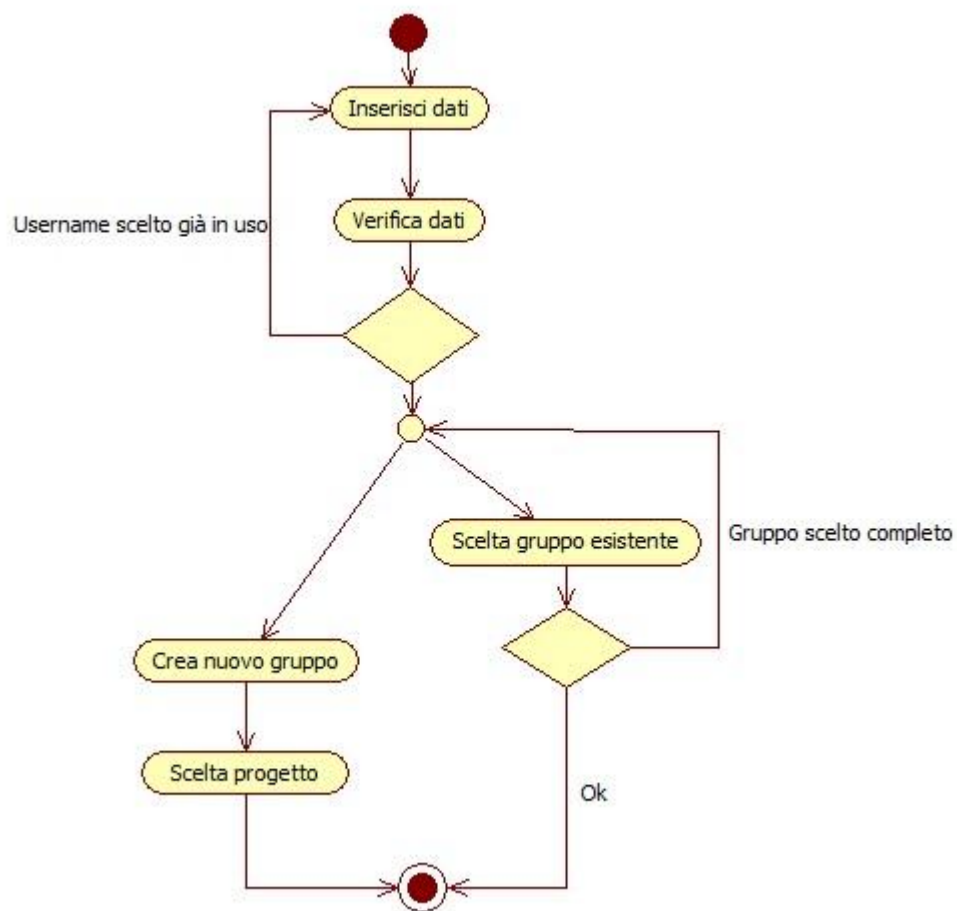 Inserisci dati
Verifica dati
Username scelto già in uso
Scelta gruppo esistente
Gruppo scelto completo
Crea nuovo gruppo
Scelta progetto
Ok